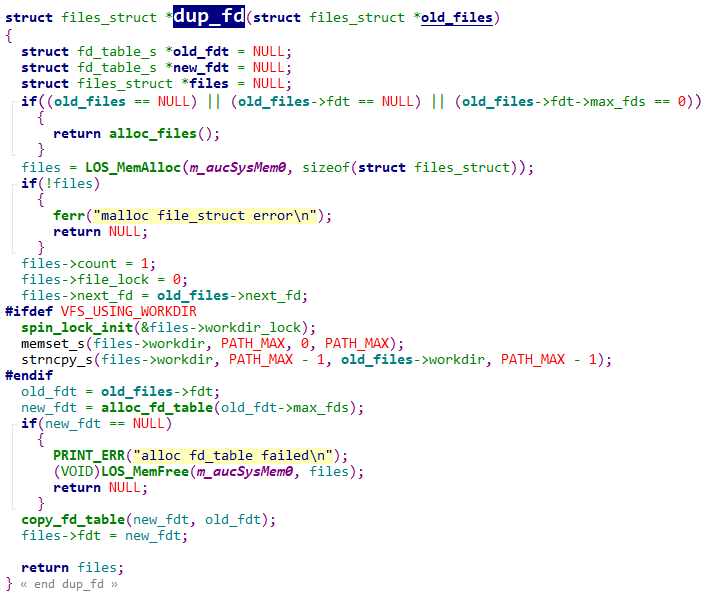 struct files_struct *dup_fd(struct files_struct *old_files)
{
  struct fd_table_s *old_fdt = NULL;
  struct fd_table_s *new_fdt = NULL;
  struct files_struct *files = NULL;
  if((old_files == NULL) || (old_files->fdt == NULL) || (old_files->fdt->max_fds == 0))
    {
      return alloc_files();
    }
  files = LOS_MemAlloc(m_aucSysMem0, sizeof(struct files_struct));
  if(!files)
    {
      ferr("malloc file_struct error\n");
      return NULL;
    }
  files->count = 1;
  files->file_lock = 0;
  files->next_fd = old_files->next_fd;
#ifdef VFS_USING_WORKDIR
  spin_lock_init(&files->workdir_lock);
  memset_s(files->workdir, PATH_MAX, 0, PATH_MAX);
  strncpy_s(files->workdir, PATH_MAX - 1, old_files->workdir, PATH_MAX - 1);
#endif
  old_fdt = old_files->fdt;
  new_fdt = alloc_fd_table(old_fdt->max_fds);
  if(new_fdt == NULL)
    {
      PRINT_ERR("alloc fd_table failed\n");
      (VOID)LOS_MemFree(m_aucSysMem0, files);
      return NULL;
    }
  copy_fd_table(new_fdt, old_fdt);
  files->fdt = new_fdt;

  return files;
} « end dup_fd »